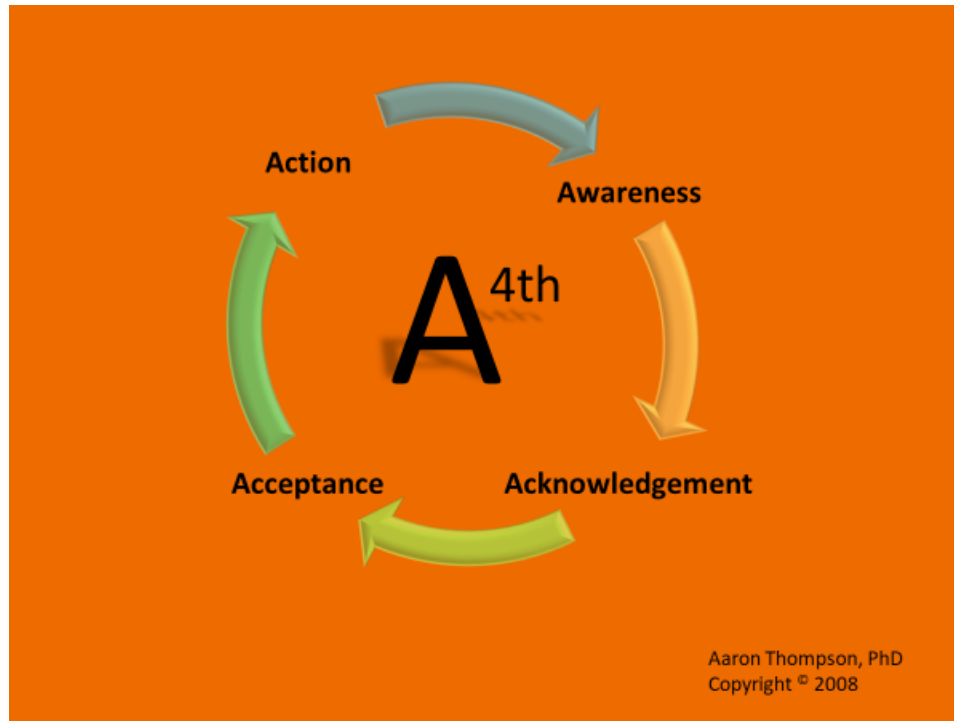 Action
Awareness
A4th
Acceptance
Acknowledgement
Aaron Thompson, PhD
Copyright © 2008